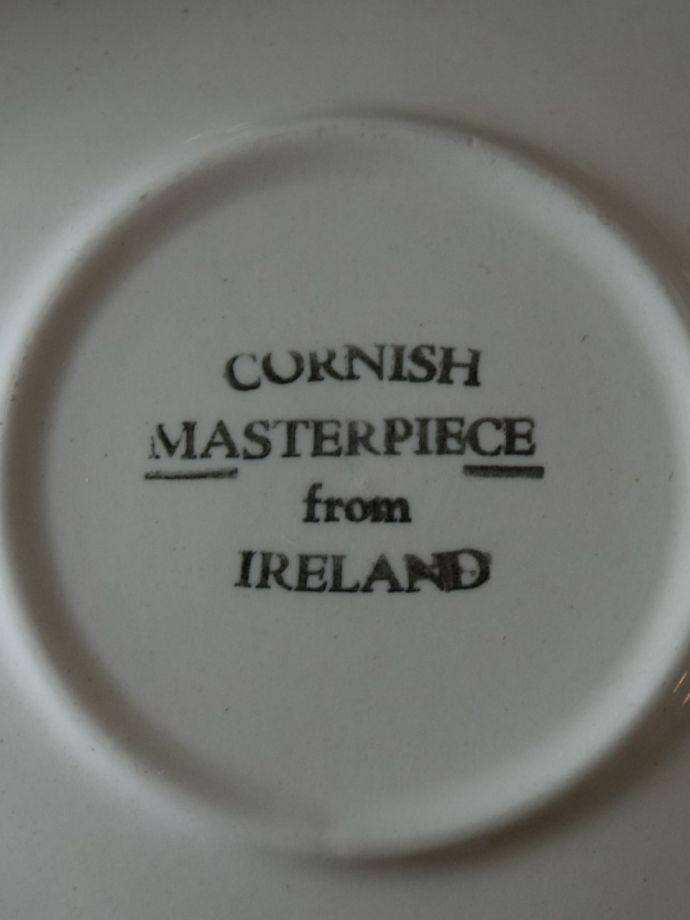 CORNISH
MASTERPIECE
from
IRELAND